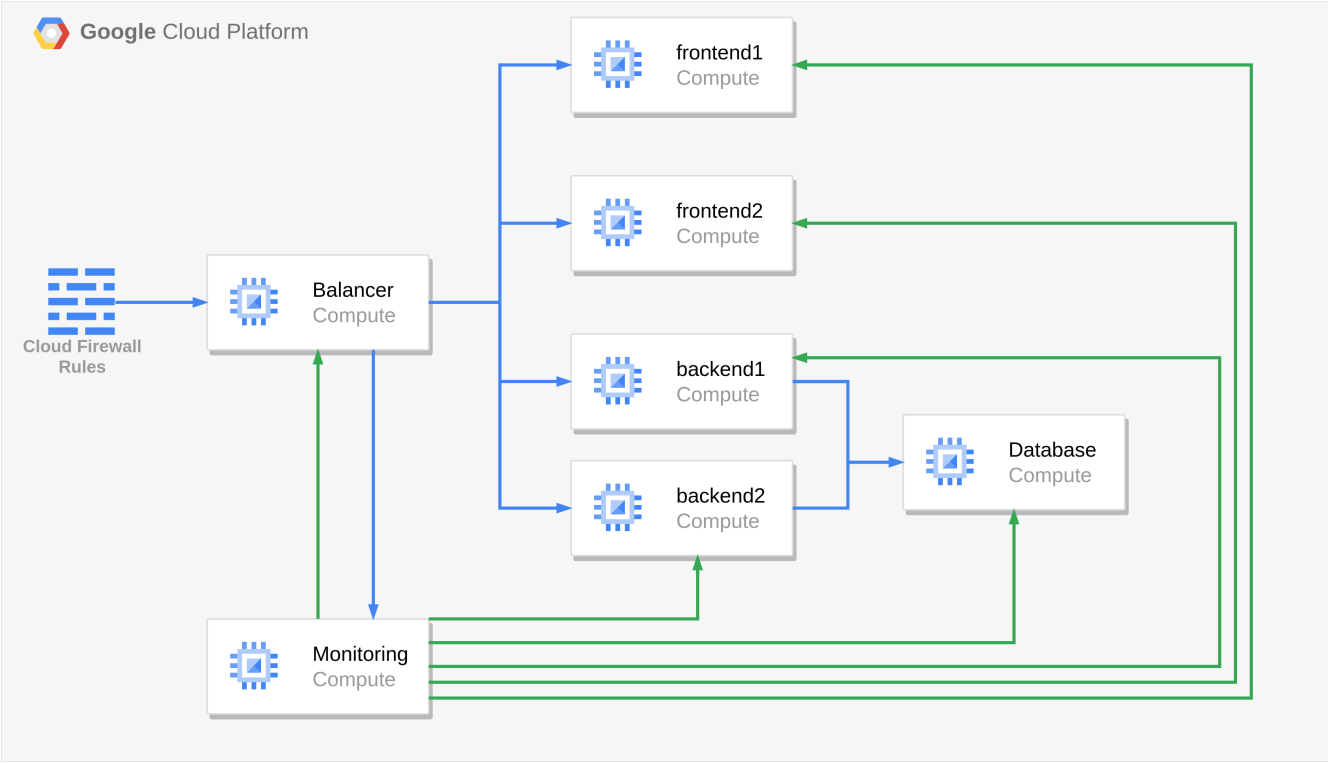 Google Cloud Platform
frontend1
Compute
frontend2
Compute
Cloud Firewall
Rules
Balancer
Compute
backend1
Compute
backend2
Compute
Database
Compute
Monitoring
Compute